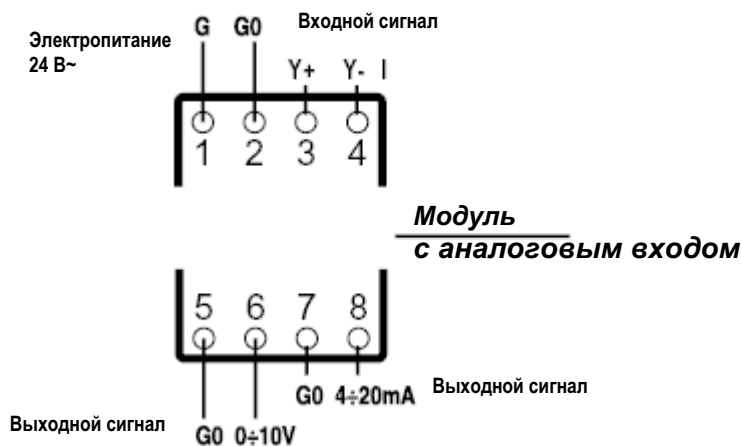 Электропитание
24 В~
G G0
Входной сигнал
Y+ Y- I
1 2 3 4
Модуль
с аналоговым входом
5 6 7 8
G0 4÷20mA
Выходной сигнал
Выходной сигнал
G0 0÷10V